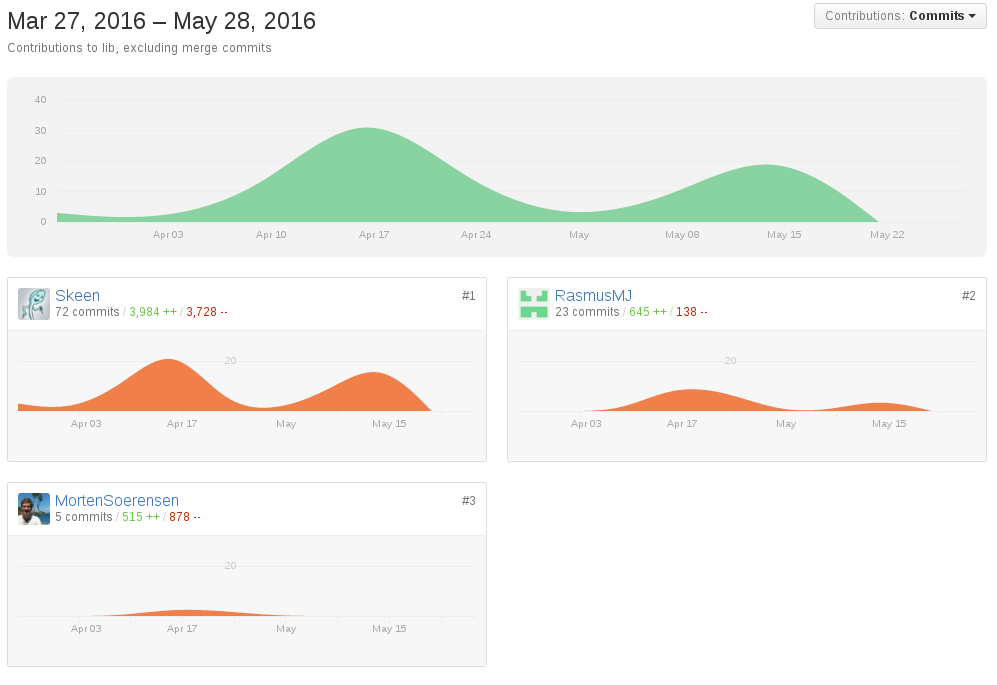 Mar 27, 2016 – May 28, 2016
Contributions: Commits
Contributions to lib, excluding merge commits
40
30
20
10
0
Apr 03 Apr 10 Apr 17 Apr 24 May May 08 May 15 May 22
Skeen #1
72 commits / 3,984 ++ / 3,728 --
20
Apr 03 Apr 17 May May 15
RasmusMJ #2
23 commits / 645 ++ / 138 --
20
Apr 03 Apr 17 May May 15
MortenSoerensen #3
5 commits / 515 ++ / 878 --
20
Apr 03 Apr 17 May May 15